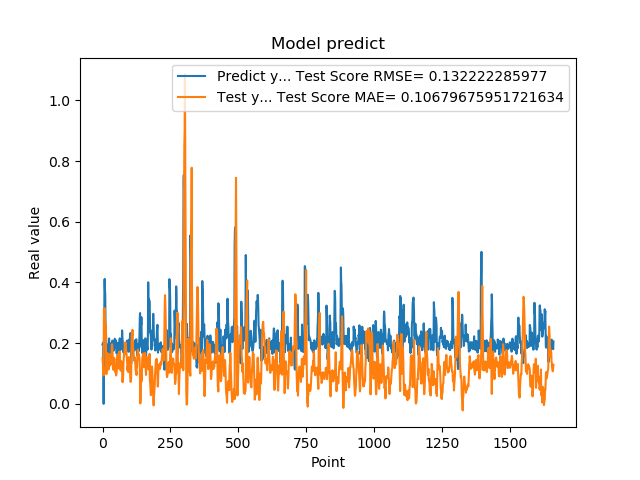 Model predict
Predict y... Test Score RMSE= 0.132222285977
Test y... Test Score MAE= 0.10679675951721634
1.0
0.8
0.6
0.4
0.2
0.0
Real value
0 250 500 750 1000 1250 1500
Point